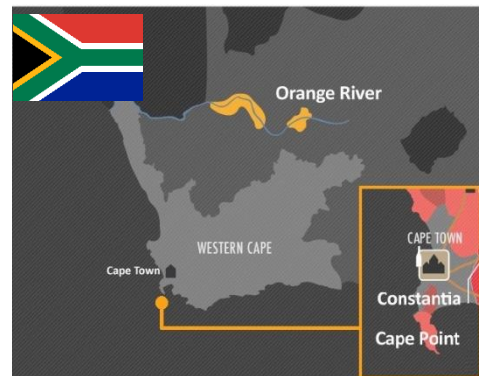 Orange River
WESTERN CAPE
Cape Town
CAPE TOWN
Constantia
Cape Point